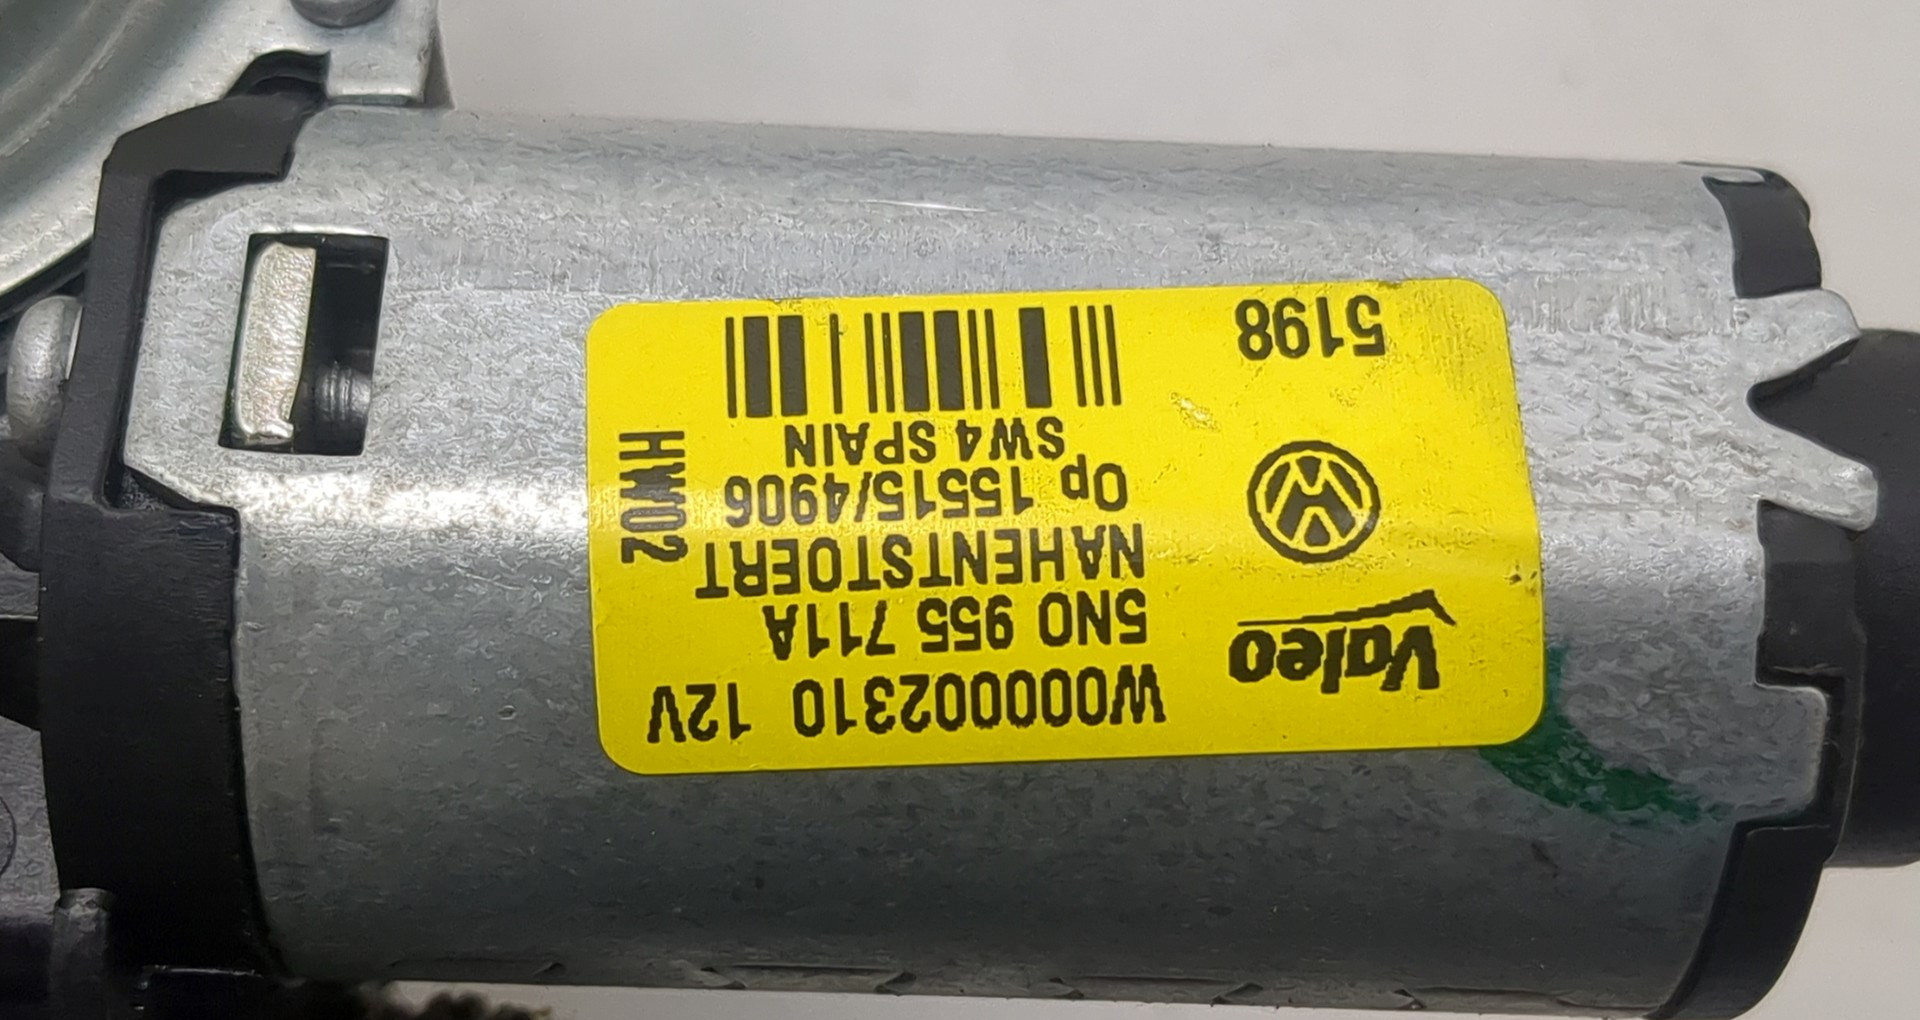 Valeo
W000002310 12V
5N0 955 711A
NAHENTSTOERT
Op 15515/4906
SW4 SPAIN
HW02
5198